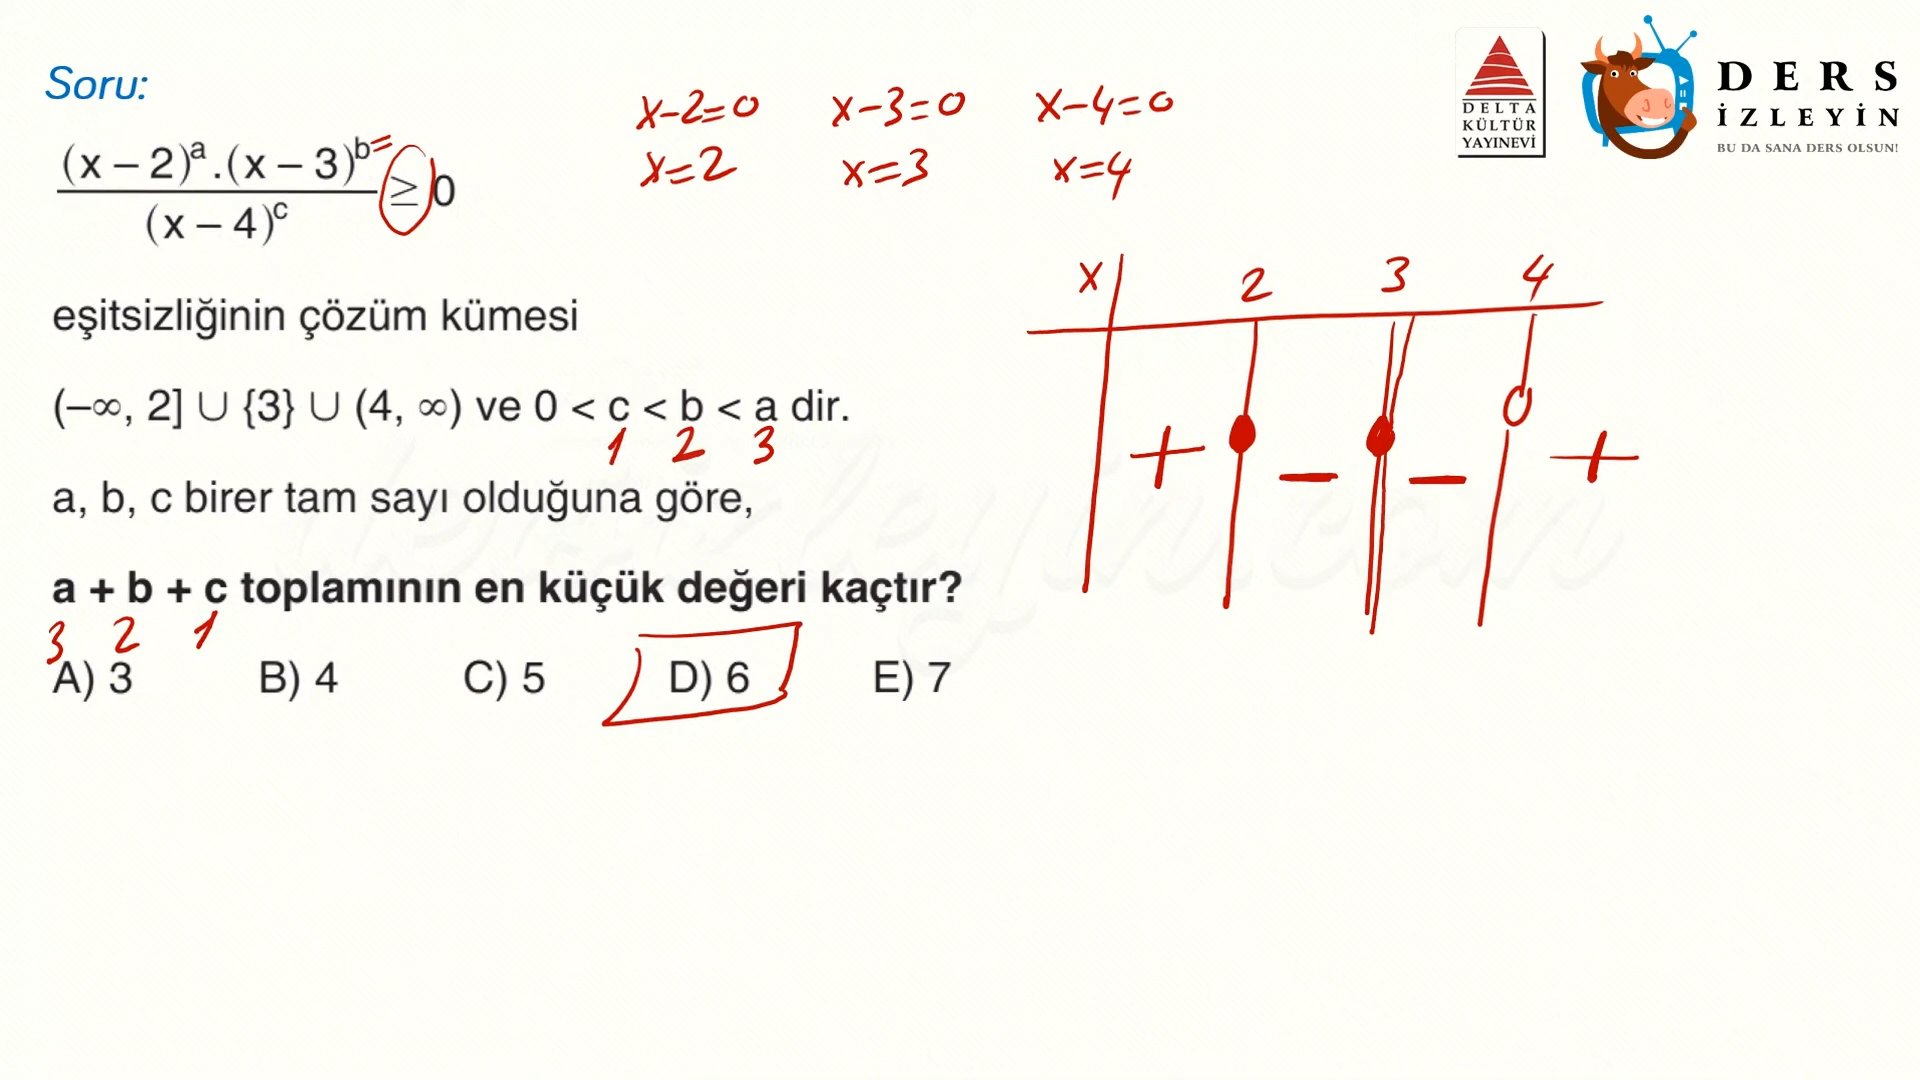 Soru:
(x – 2)ᵃ.(x – 3)ᵇ⁼
(x – 4)ᶜ
≥ 0
x-2=0 x-3=0 x-4=0
x=2 x=3 x=4
DELTA
KÜLTÜR
YAYINEVİ
DERS
İZLEYİN
BU DA SANA DERS OLSUN!
x 2 3 4
+ - - +
0
eşitsizliğinin çözüm kümesi
(–∞, 2] ∪ {3} ∪ (4, ∞) ve 0 < c < b < a dir.
1 2 3
a, b, c birer tam sayı olduğuna göre,
a + b + c toplamının en küçük değeri kaçtır?
3 2 1
A) 3 B) 4 C) 5 D) 6 E) 7